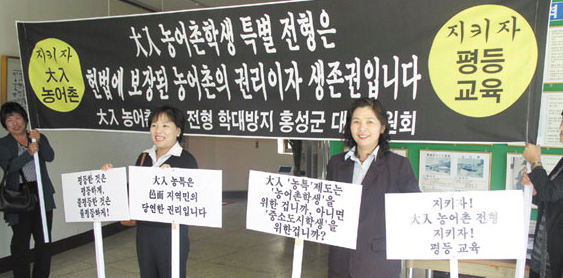 지키자
大入
농어촌
大入 농어촌학생 특별 전형은
헌법에 보장된 농어촌의 권리이자 생존권입니다
大入 농어촌 전형 확대방지 홍성군 대 원회
지키자
평등
교육
평등한 것은
평등하게,
불평등한 것은
불평등하게!
大入 농특은
邑面 지역민의
당연한 권리입니다
大入 '농특'제도는
'농어촌학생'을
위한 겁니까, 아니면
'중소도시학생'을
위한겁니까?
지키자!
大入 농어촌 전형
지키자!
평등 교육